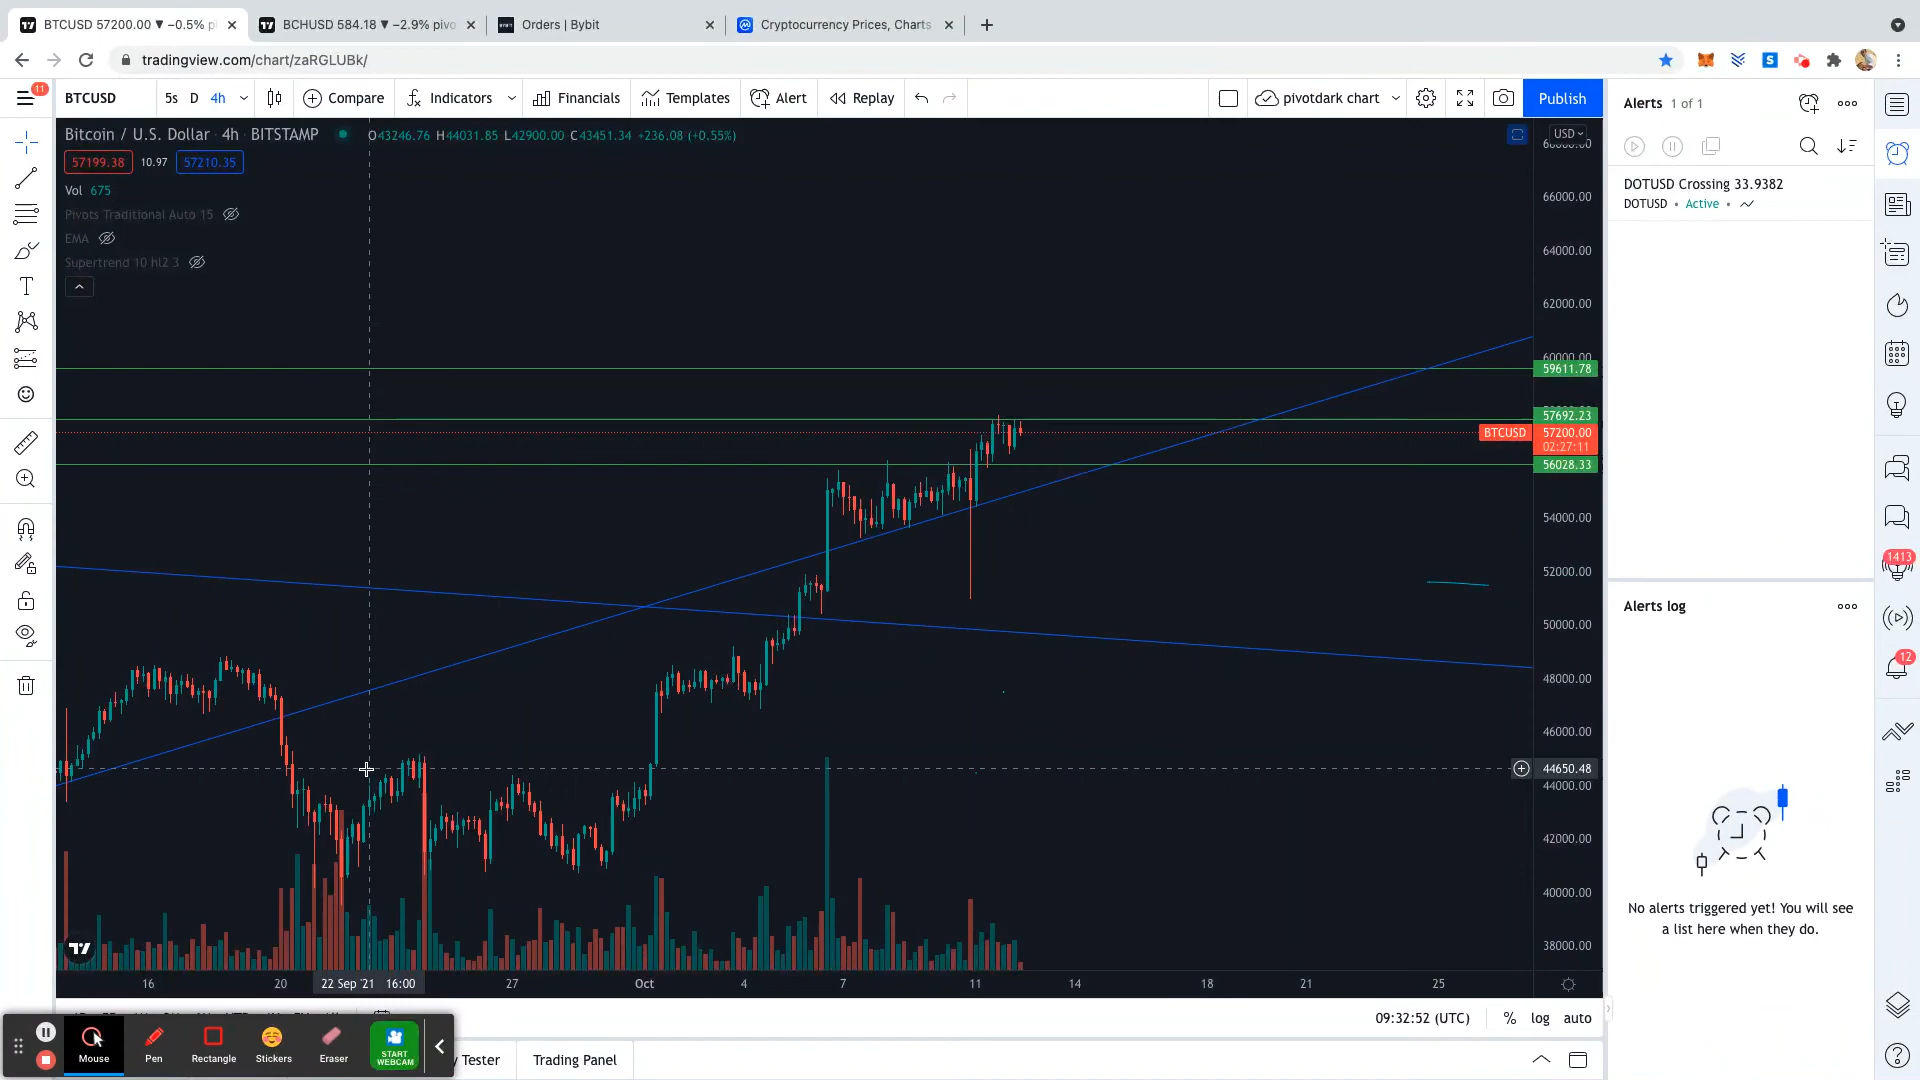 BTCUSD 57200.00 ▼ −0.5% p
BCHUSD 584.18 ▼ −2.9% pivo
Orders | Bybit
Cryptocurrency Prices, Charts
tradingview.com/chart/zaRGLUBk/
11
BTCUSD
5s D 4h
Compare
Indicators
Financials
Templates
Alert
Replay
pivotdark chart
Publish
Bitcoin / U.S. Dollar 4h BITSTAMP
O43246.76 H44031.85 L42900.00 C43451.34 +236.08 (+0.55%)
57199.38 10.97 57210.35
Vol 675
Pivots Traditional Auto 15
EMA
Supertrend 10 hl2 3
USD
66000.00
64000.00
62000.00
60000.00
59611.78
57692.23
BTCUSD 57200.00
02:27:11
56028.33
54000.00
52000.00
50000.00
48000.00
46000.00
44650.48
44000.00
42000.00
40000.00
38000.00
16 20 22 Sep '21 16:00 27 Oct 4 7 11 14 18 21 25
09:32:52 (UTC) % log auto
Mouse
Pen
Rectangle
Stickers
Eraser
START
WEBCAM
y Tester
Trading Panel
Alerts 1 of 1
DOTUSD Crossing 33.9382
DOTUSD • Active •
Alerts log
No alerts triggered yet! You will see
a list here when they do.
1413
12